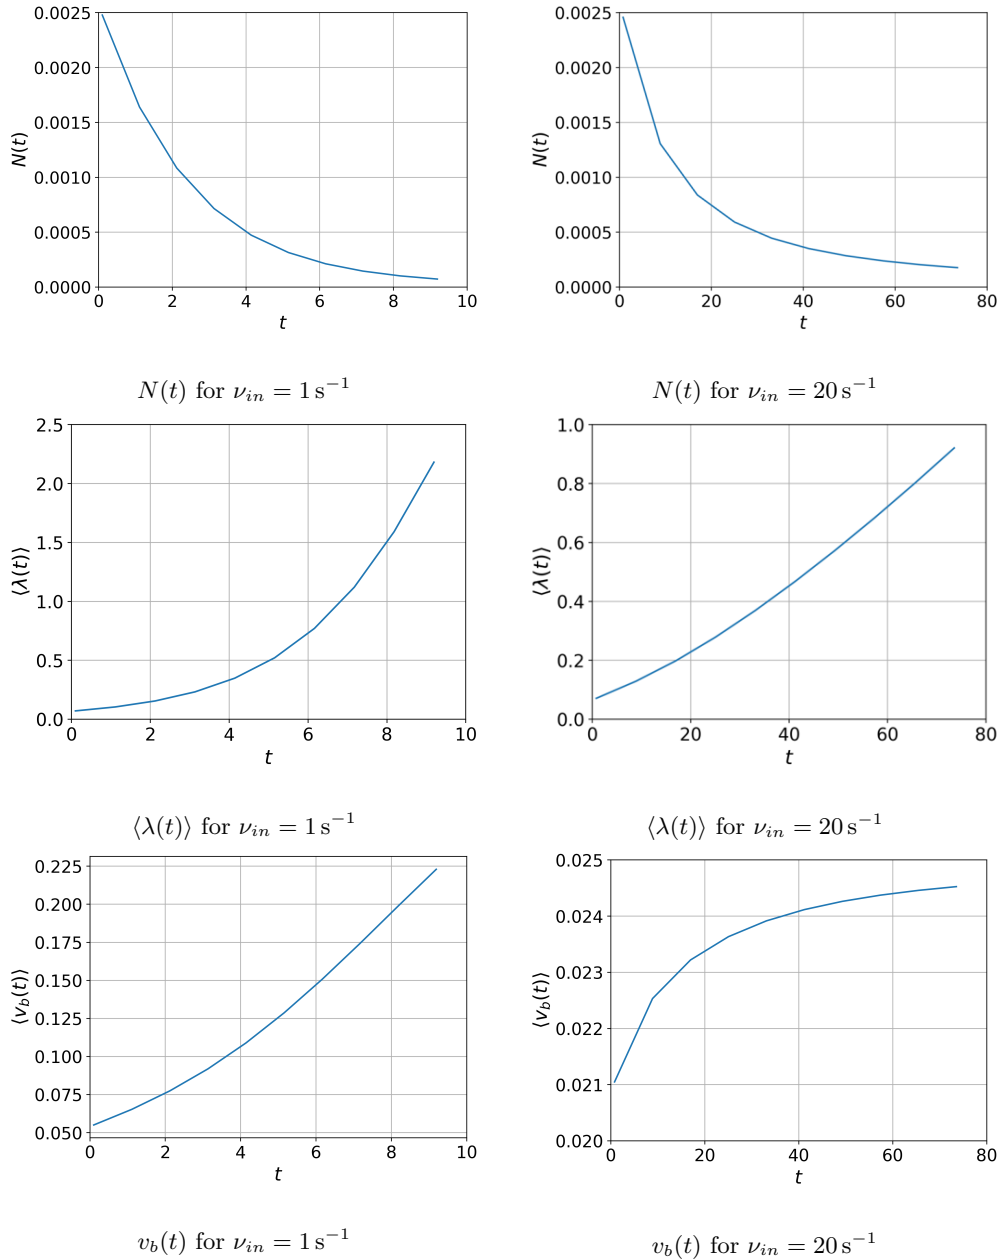 0.0025
0.0020
0.0015
0.0010
0.0005
0.0000
N(t)
0 2 4 6 8 10
t
0.0025
0.0020
0.0015
0.0010
0.0005
0.0000
N(t)
0 20 40 60 80
t
N(t) for ν_in = 1 s⁻¹
N(t) for ν_in = 20 s⁻¹
2.5
2.0
1.5
1.0
0.5
0.0
⟨λ(t)⟩
0 2 4 6 8 10
t
1.0
0.8
0.6
0.4
0.2
0.0
⟨λ(t)⟩
0 20 40 60 80
t
⟨λ(t)⟩ for ν_in = 1 s⁻¹
⟨λ(t)⟩ for ν_in = 20 s⁻¹
0.225
0.200
0.175
0.150
0.125
0.100
0.075
0.050
⟨v_b(t)⟩
0 2 4 6 8 10
t
0.025
0.024
0.023
0.022
0.021
0.020
⟨v_b(t)⟩
0 20 40 60 80
t
v_b(t) for ν_in = 1 s⁻¹
v_b(t) for ν_in = 20 s⁻¹